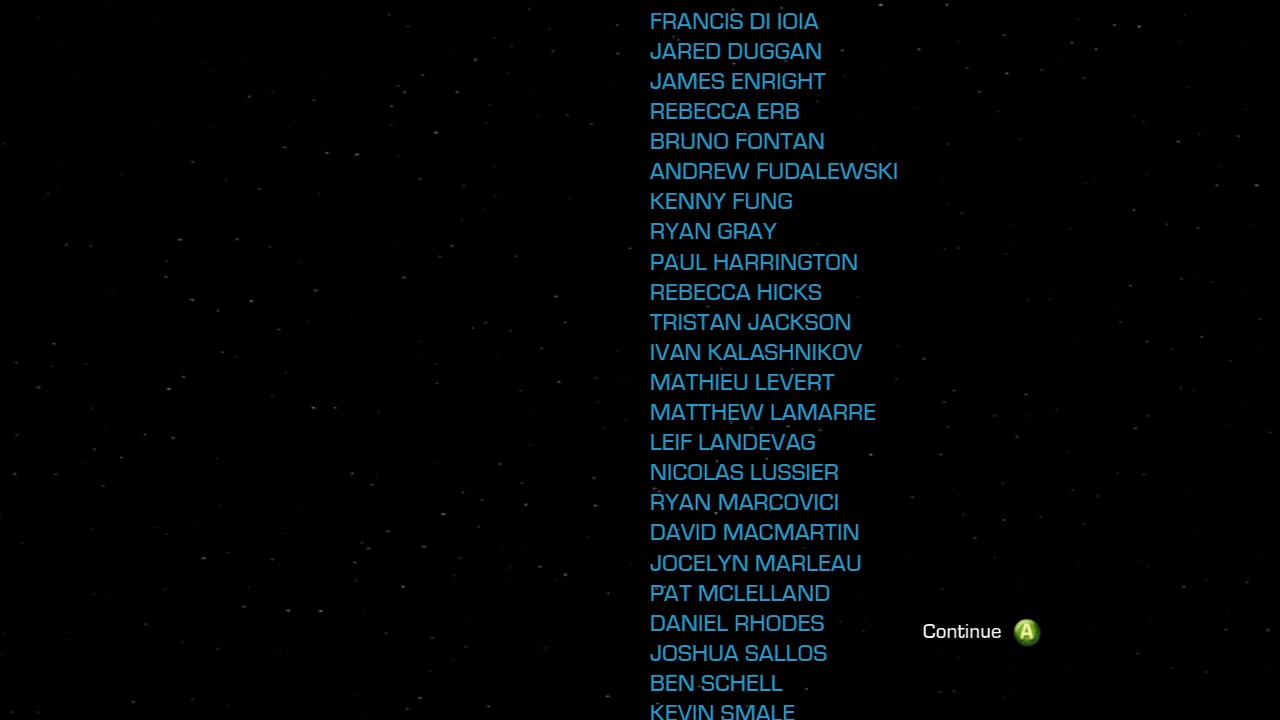 FRANCIS DI IOIA
JARED DUGGAN
JAMES ENRIGHT
REBECCA ERB
BRUNO FONTAN
ANDREW FUDALEWSKI
KENNY FUNG
RYAN GRAY
PAUL HARRINGTON
REBECCA HICKS
TRISTAN JACKSON
IVAN KALASHNIKOV
MATHIEU LEVERT
MATTHEW LAMARRE
LEIF LANDEVAG
NICOLAS LUSSIER
RYAN MARCOVICI
DAVID MACMARTIN
JOCELYN MARLEAU
PAT MCLELLAND
DANIEL RHODES
Continue A
JOSHUA SALLOS
BEN SCHELL
KEVIN SMALE